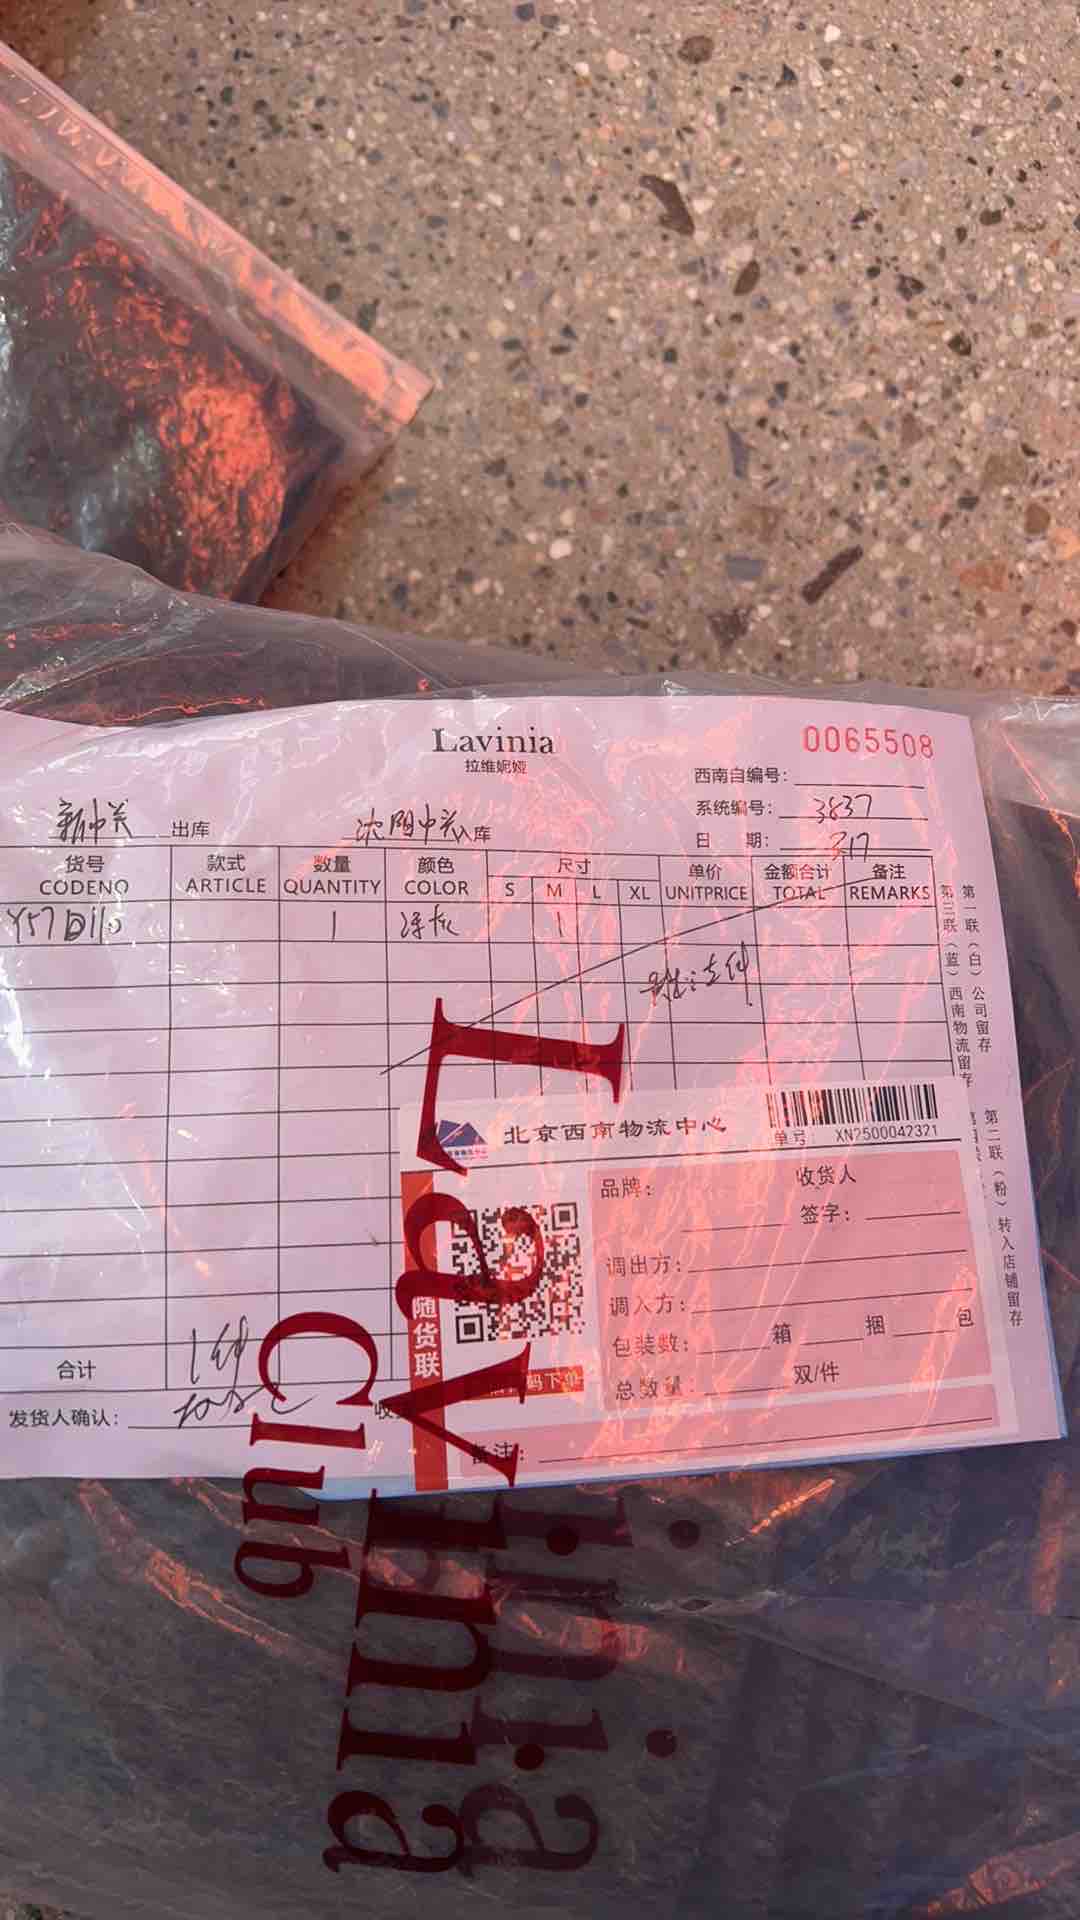 Lavinia
拉维妮娅
0065508
西南自编号：
系统编号： 3837
日 期： 3.17
新中关 出库 沈阳中兴 入库
货号 款式 数量 颜色 尺寸 单价 金额合计 备注
CODENO ARTICLE QUANTITY COLOR S M L XL UNITPRICE TOTAL REMARKS
1 1
第一联（白）公司留存
第二联（粉）转入店铺留存
第三联（蓝）西南物流留存
北京西南物流中心
单号： XN2500042321
随货联
码下单
品牌： 收货人
签字：
调出方：
调入方：
包装数： 箱 捆 包
总数量： 双/件
备注：
合计 1件
发货人确认：
Lavinia
Club